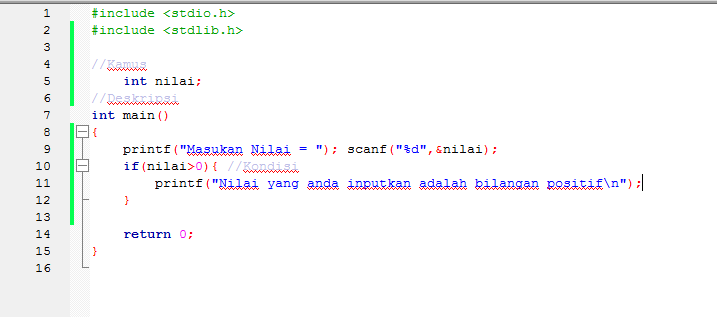 1 #include <stdio.h>
2 #include <stdlib.h>
3
4 //Kamus
5 int nilai;
6 //Deskripsi
7 int main()
8 {
9 printf("Masukan Nilai = "); scanf("%d",&nilai);
10 if(nilai>0){ //Kondisi
11 printf("Nilai yang anda inputkan adalah bilangan positif\n");
12 }
13
14 return 0;
15 }
16